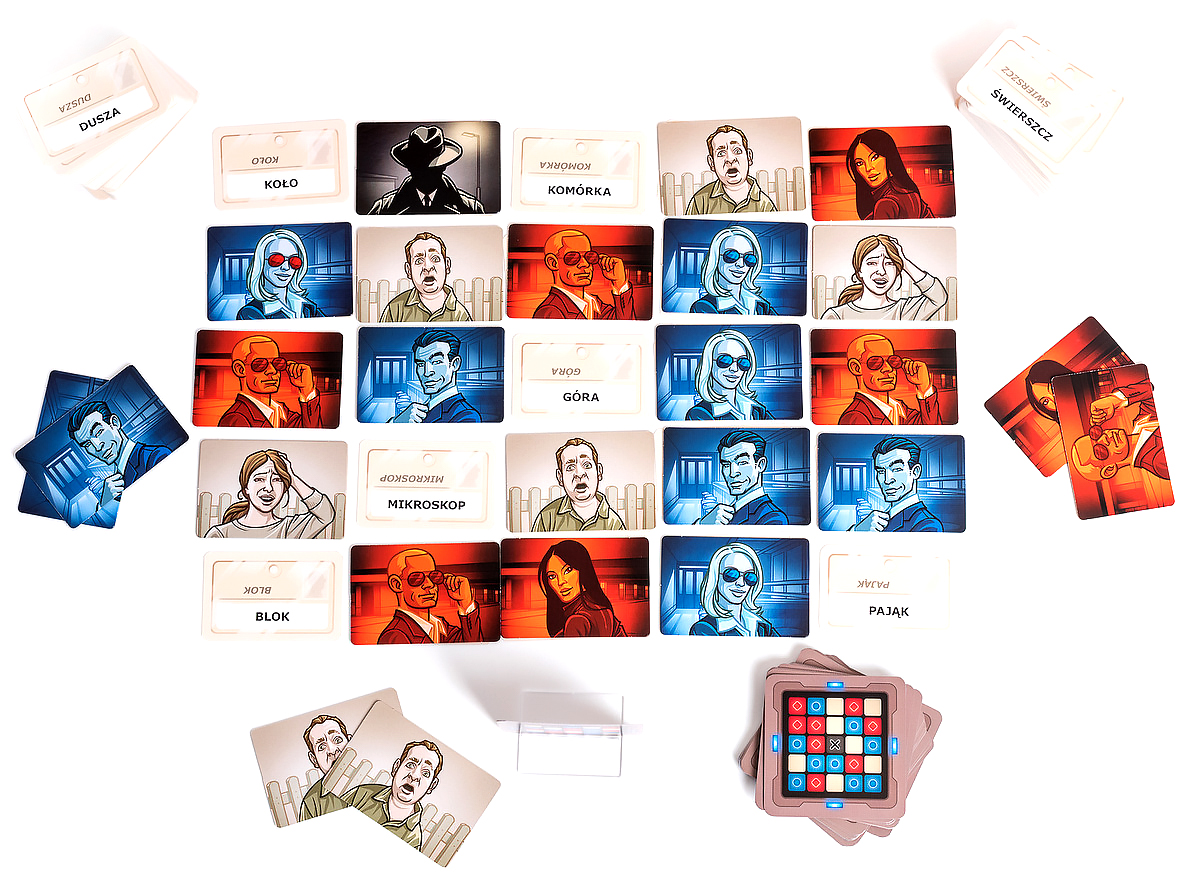 DUSZA
DUSZA
ŚWIERSZCZ
ŚWIERSZCZ
KOŁO
KOŁO
KOMÓRKA
KOMÓRKA
GÓRA
GÓRA
MIKROSKOP
MIKROSKOP
BLOK
BLOK
PAJĄK
PAJĄK